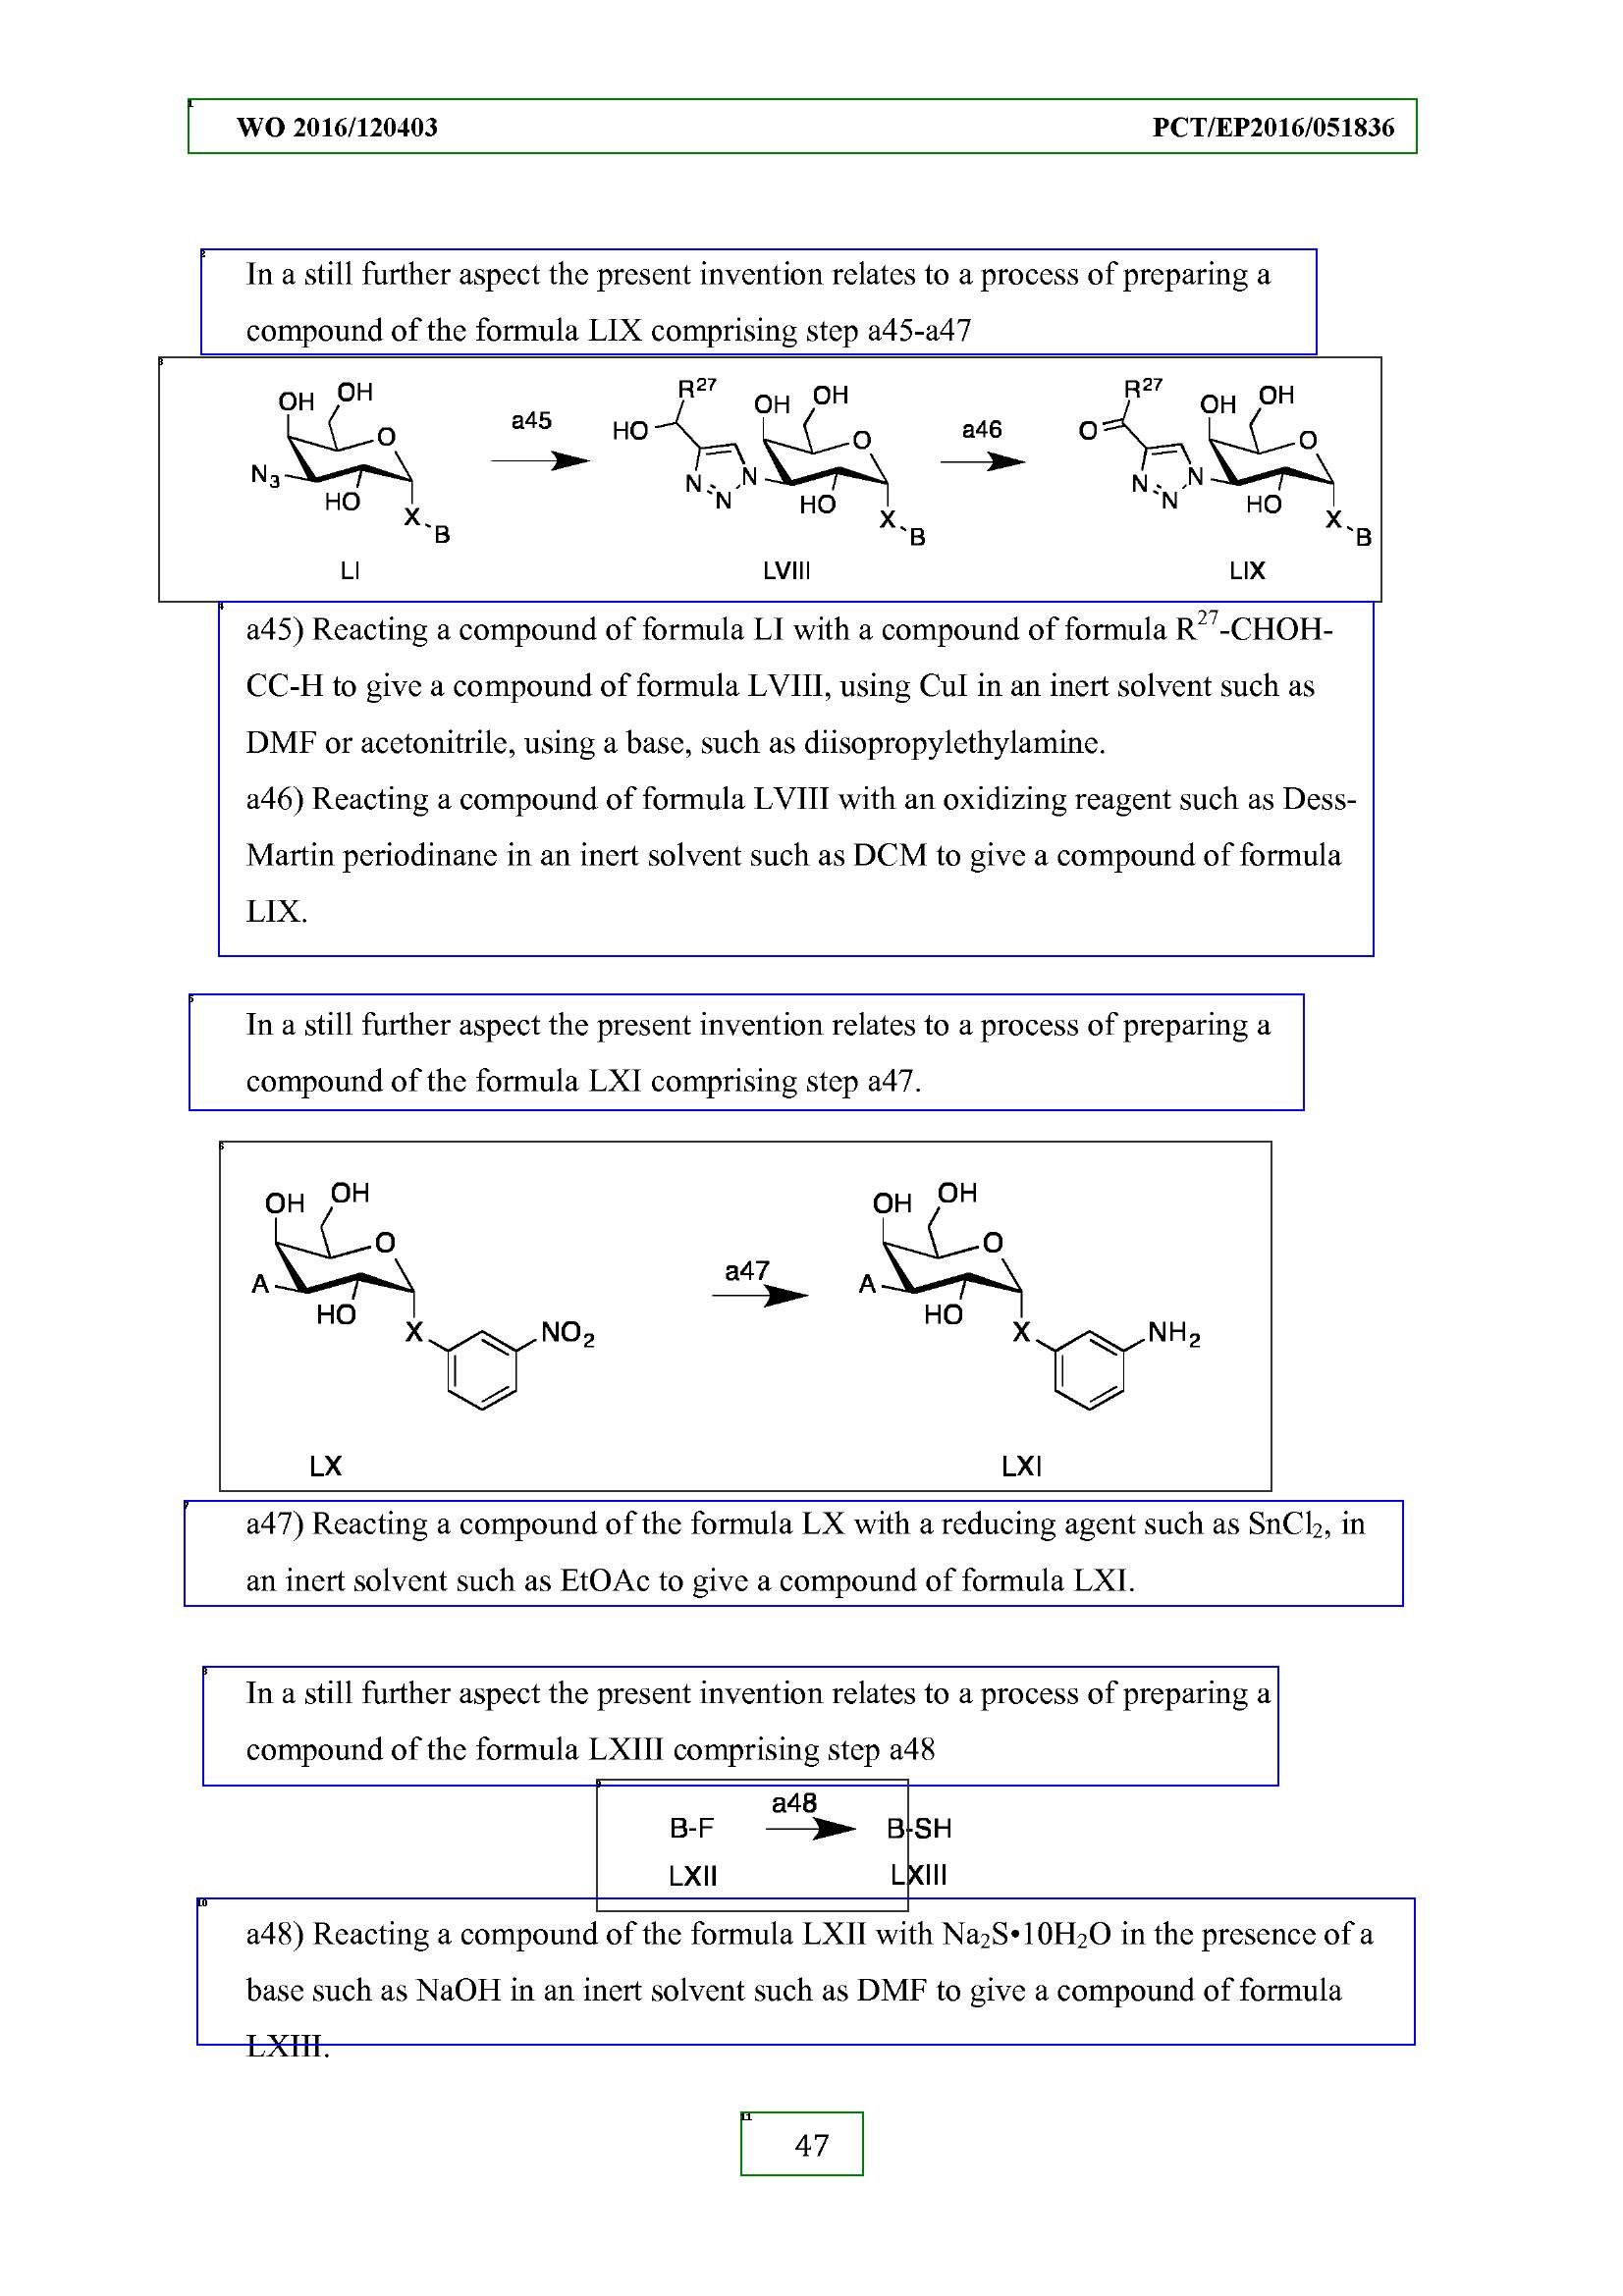 WO 2016/120403 PCT/EP2016/051836
In a still further aspect the present invention relates to a process of preparing a
compound of the formula LIX comprising step a45-a47
OH OH O N3 HO X B
a45
R27 HO OH OH O N N N HO X B
a46
R27 O OH OH O N N N HO X B
LI LVIII LIX
a45) Reacting a compound of formula LI with a compound of formula R27-CHOH-
CC-H to give a compound of formula LVIII, using CuI in an inert solvent such as
DMF or acetonitrile, using a base, such as diisopropylethylamine.
a46) Reacting a compound of formula LVIII with an oxidizing reagent such as Dess-
Martin periodinane in an inert solvent such as DCM to give a compound of formula
LIX.
In a still further aspect the present invention relates to a process of preparing a
compound of the formula LXI comprising step a47.
OH OH O A HO X NO2
a47
OH OH O A HO X NH2
LX LXI
a47) Reacting a compound of the formula LX with a reducing agent such as SnCl2, in
an inert solvent such as EtOAc to give a compound of formula LXI.
In a still further aspect the present invention relates to a process of preparing a
compound of the formula LXIII comprising step a48
a48
B-F B-SH
LXII LXIII
a48) Reacting a compound of the formula LXII with Na2S•10H2O in the presence of a
base such as NaOH in an inert solvent such as DMF to give a compound of formula
LXIII.
47